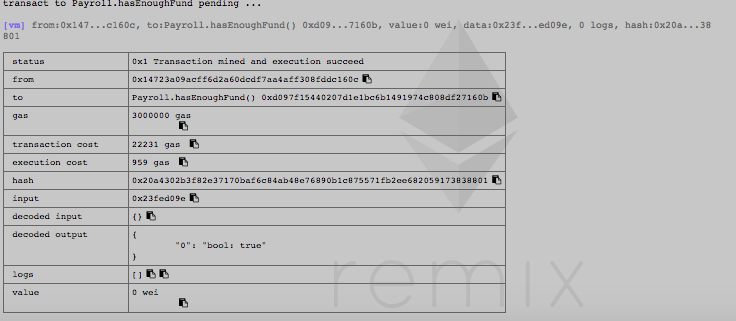 transact to Payroll.hasEnoughFund pending ...
[vm] from:0x147...c160c, to:Payroll.hasEnoughFund() 0xd09...7160b, value:0 wei, data:0x23f...ed09e, 0 logs, hash:0x20a...38
801
status 0x1 Transaction mined and execution succeed
from 0x14723a09acff6d2a60dcdf7aa4aff308fddc160c
to Payroll.hasEnoughFund() 0xd097f15440207d1e1bc6b1491974c808df27160b
gas 3000000 gas
transaction cost 22231 gas
execution cost 959 gas
hash 0x20a4302b3f82e37170baf6c84ab48e76890b1c875571fb2ee682059173838801
input 0x23fed09e
decoded input {}
decoded output {
"0": "bool: true"
}
logs []
value 0 wei
remix